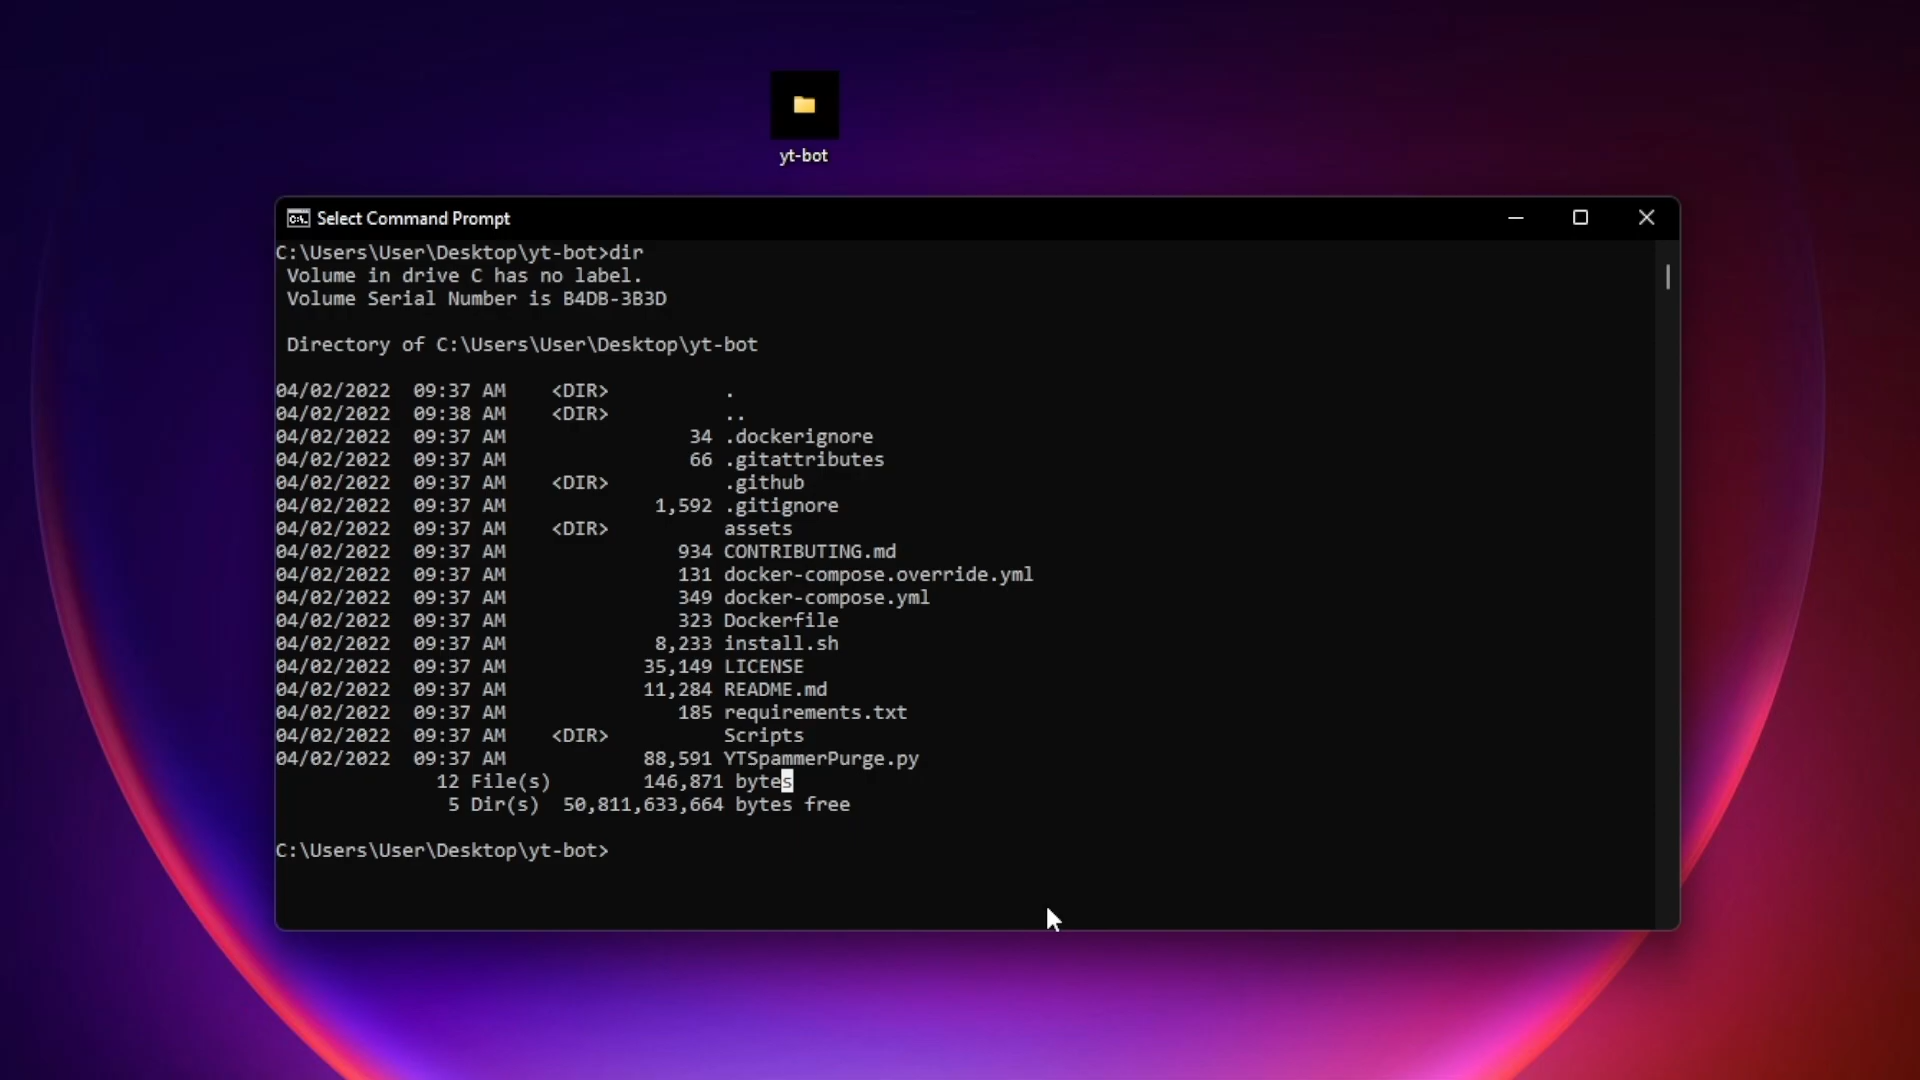 yt-bot
Select Command Prompt
C:\Users\User\Desktop\yt-bot>dir
 Volume in drive C has no label.
 Volume Serial Number is B4DB-3B3D

 Directory of C:\Users\User\Desktop\yt-bot

04/02/2022  09:37 AM    <DIR>          .
04/02/2022  09:38 AM    <DIR>          ..
04/02/2022  09:37 AM                34 .dockerignore
04/02/2022  09:37 AM                66 .gitattributes
04/02/2022  09:37 AM    <DIR>          .github
04/02/2022  09:37 AM             1,592 .gitignore
04/02/2022  09:37 AM    <DIR>          assets
04/02/2022  09:37 AM               934 CONTRIBUTING.md
04/02/2022  09:37 AM               131 docker-compose.override.yml
04/02/2022  09:37 AM               349 docker-compose.yml
04/02/2022  09:37 AM               323 Dockerfile
04/02/2022  09:37 AM             8,233 install.sh
04/02/2022  09:37 AM            35,149 LICENSE
04/02/2022  09:37 AM            11,284 README.md
04/02/2022  09:37 AM               185 requirements.txt
04/02/2022  09:37 AM    <DIR>          Scripts
04/02/2022  09:37 AM            88,591 YTSpammerPurge.py
              12 File(s)        146,871 bytes
               5 Dir(s)  50,811,633,664 bytes free

C:\Users\User\Desktop\yt-bot>